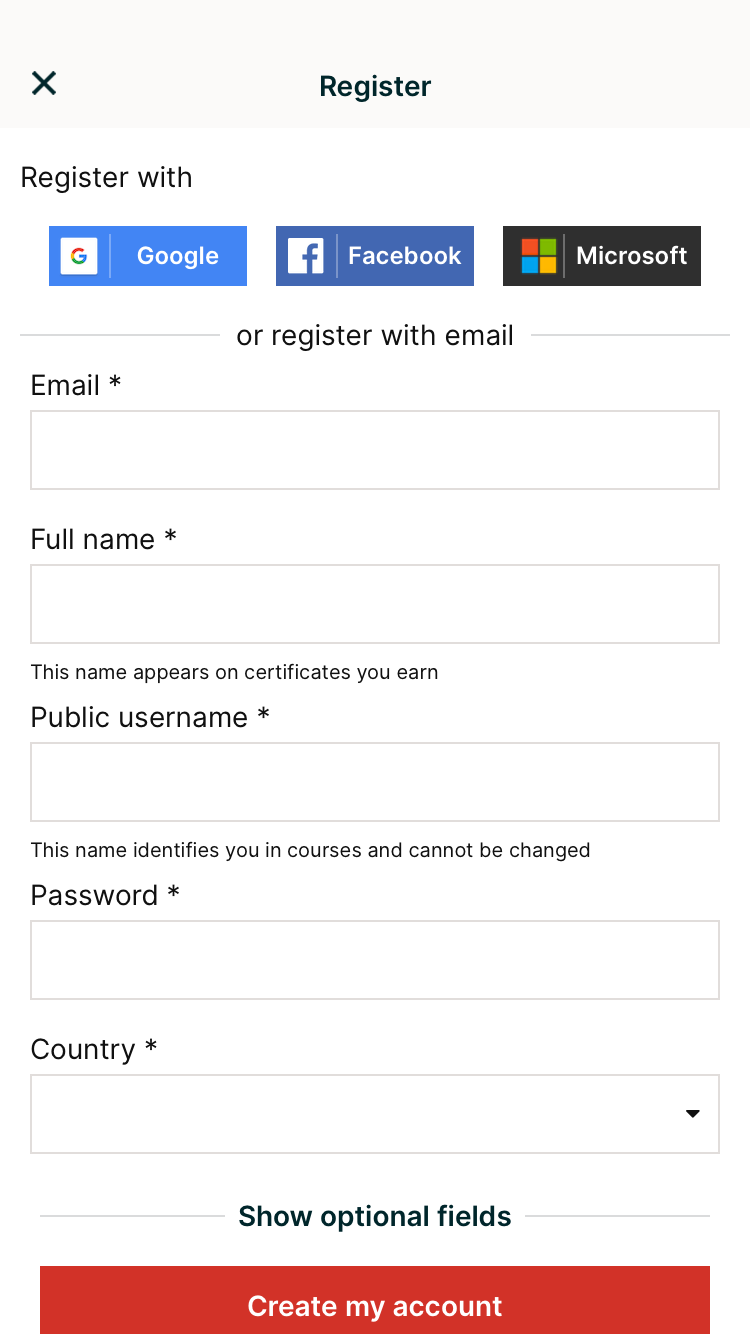 Register
Register with
Google
Facebook
Microsoft
or register with email
Email *
Full name *
This name appears on certificates you earn
Public username *
This name identifies you in courses and cannot be changed
Password *
Country *
Show optional fields
Create my account